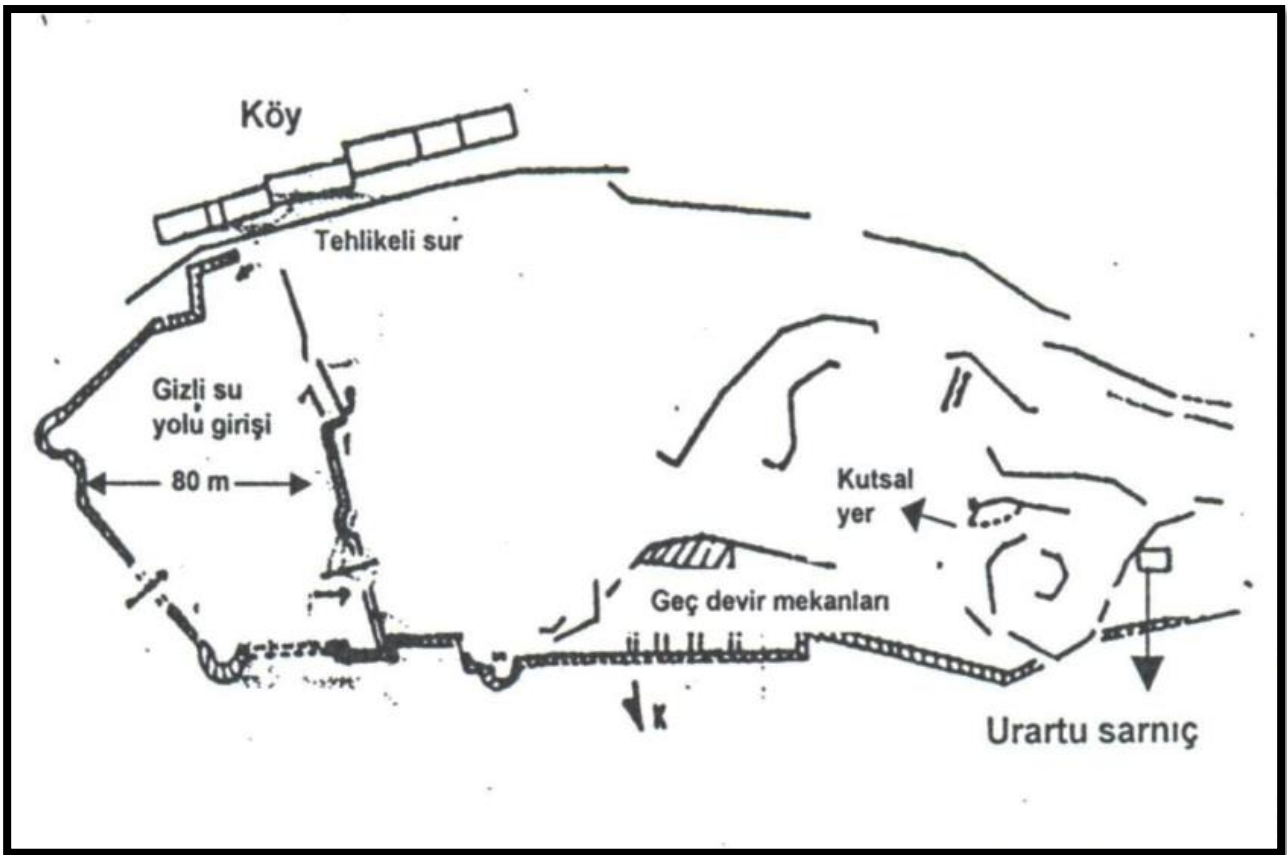 Köy
Tehlikeli sur
Gizli su
yolu girişi
80 m
Kutsal
yer
Geç devir mekanları
K
Urartu sarnıç